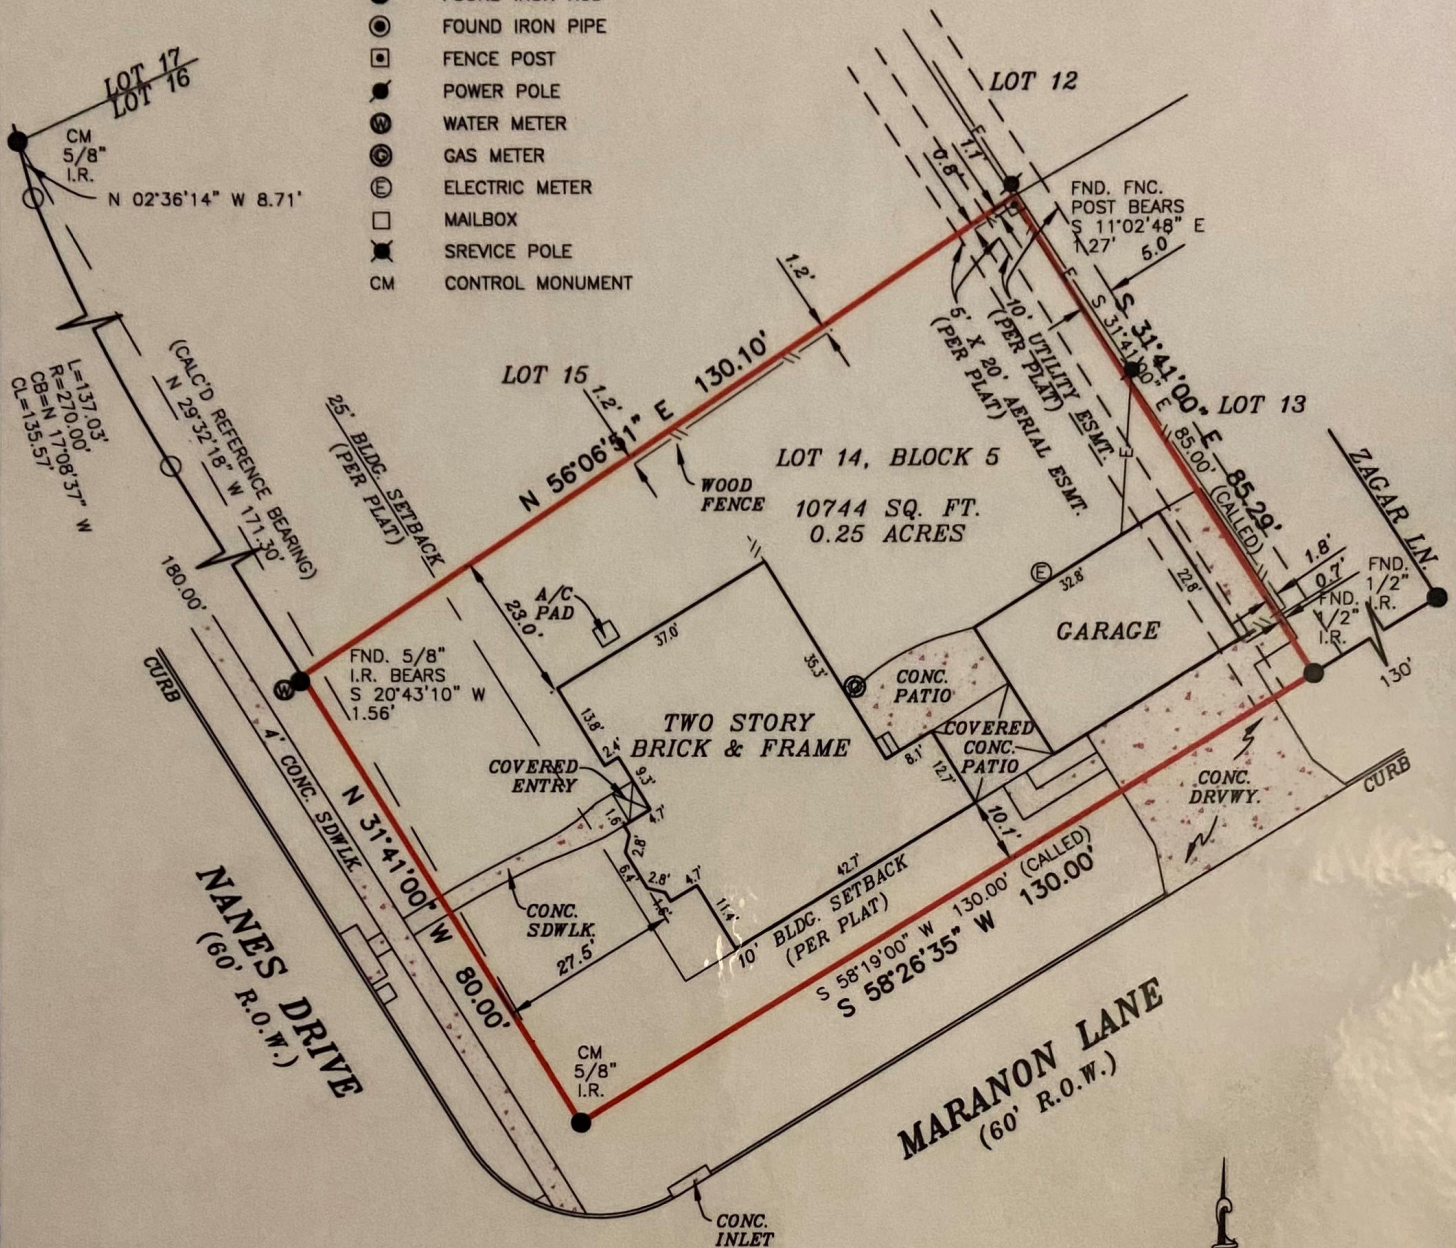 FOUND IRON PIPE
FENCE POST
POWER POLE
W WATER METER
G GAS METER
E ELECTRIC METER
MAILBOX
SREVICE POLE
CM CONTROL MONUMENT
LOT 17
LOT 16
CM
5/8"
I.R.
N 02°36'14" W 8.71'
LOT 12
1.1'
0.8'
FND. FNC.
POST BEARS
S 11°02'48" E
1.27'
5.0'
1.2'
LOT 15
1.2'
N 56°06'51" E 130.10'
WOOD
FENCE
LOT 14, BLOCK 5
10744 SQ. FT.
0.25 ACRES
10' UTILITY ESMT.
(PER PLAT)
5' X 20' AERIAL ESMT.
(PER PLAT)
S 31°41'00" E 85.29'
S 31°41'00" E 85.00' (CALLED)
LOT 13
ZAGAR LN.
L=137.03'
R=270.00'
CB=N 17°08'37" W
CL=135.57'
(CALC'D REFERENCE BEARING)
N 29°32'18" W 171.30'
25' BLDG. SETBACK
(PER PLAT)
180.00'
CURB
W
FND. 5/8"
I.R. BEARS
S 20°43'10" W
1.56'
23.0'
A/C
PAD
37.0'
35.3'
E
E
F
F
32.8'
22.8'
GARAGE
1.8'
0.7'
FND.
1/2"
I.R.
FND.
1/2"
I.R.
130'
G
CONC.
PATIO
COVERED
CONC.
PATIO
8.1'
12.7'
TWO STORY
BRICK & FRAME
13.8'
2.4'
9.3'
COVERED
ENTRY
1.6'
4.7'
2.8'
6.4'
2.8'
1.6'
4.7'
11.4'
42.7'
10.1'
CONC.
DRVWY.
CURB
4' CONC. SDWLK
N 31°41'00" W 80.00'
CONC.
SDWLK.
27.5'
10' BLDG. SETBACK
(PER PLAT)
S 58°19'00" W 130.00' (CALLED)
S 58°26'35" W 130.00'
NANES DRIVE
(60' R.O.W.)
CM
5/8"
I.R.
MARANON LANE
(60' R.O.W.)
CONC.
INLET